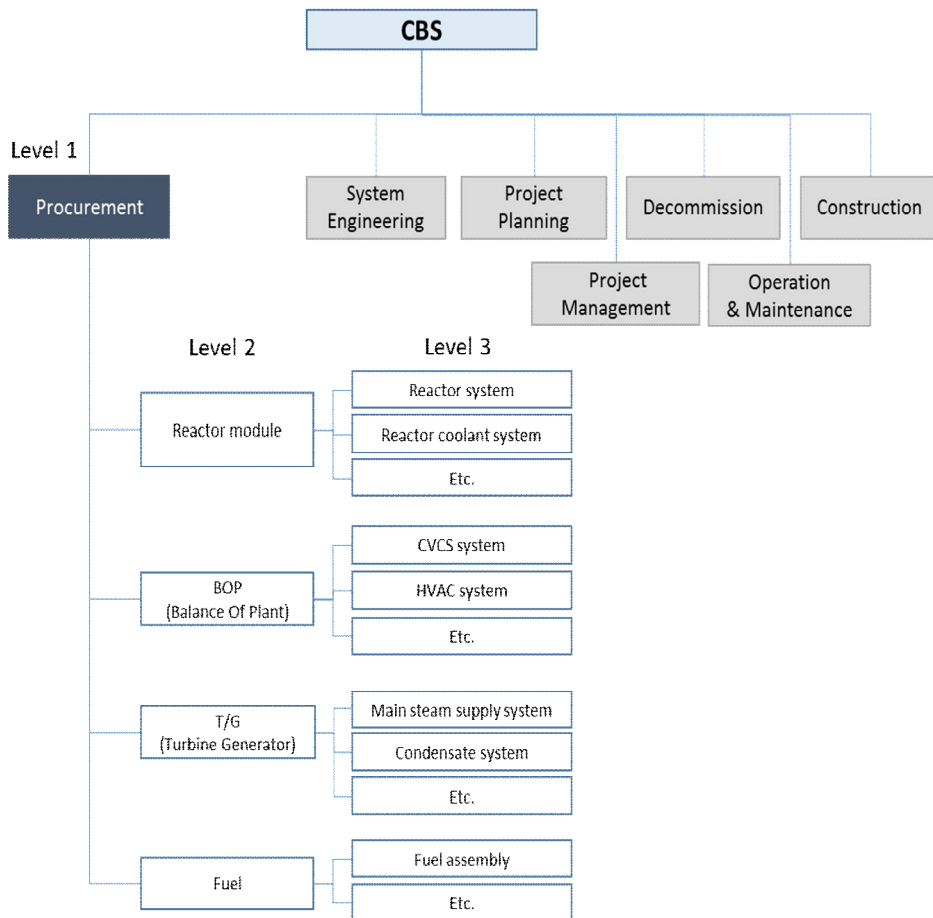 CBS
Level 1
Procurement
System
Engineering
Project
Planning
Decommission
Construction
Project
Management
Operation
& Maintenance
Level 2
Level 3
Reactor module
Reactor system
Reactor coolant system
Etc.
BOP
(Balance Of Plant)
CVCS system
HVAC system
Etc.
T/G
(Turbine Generator)
Main steam supply system
Condensate system
Etc.
Fuel
Fuel assembly
Etc.